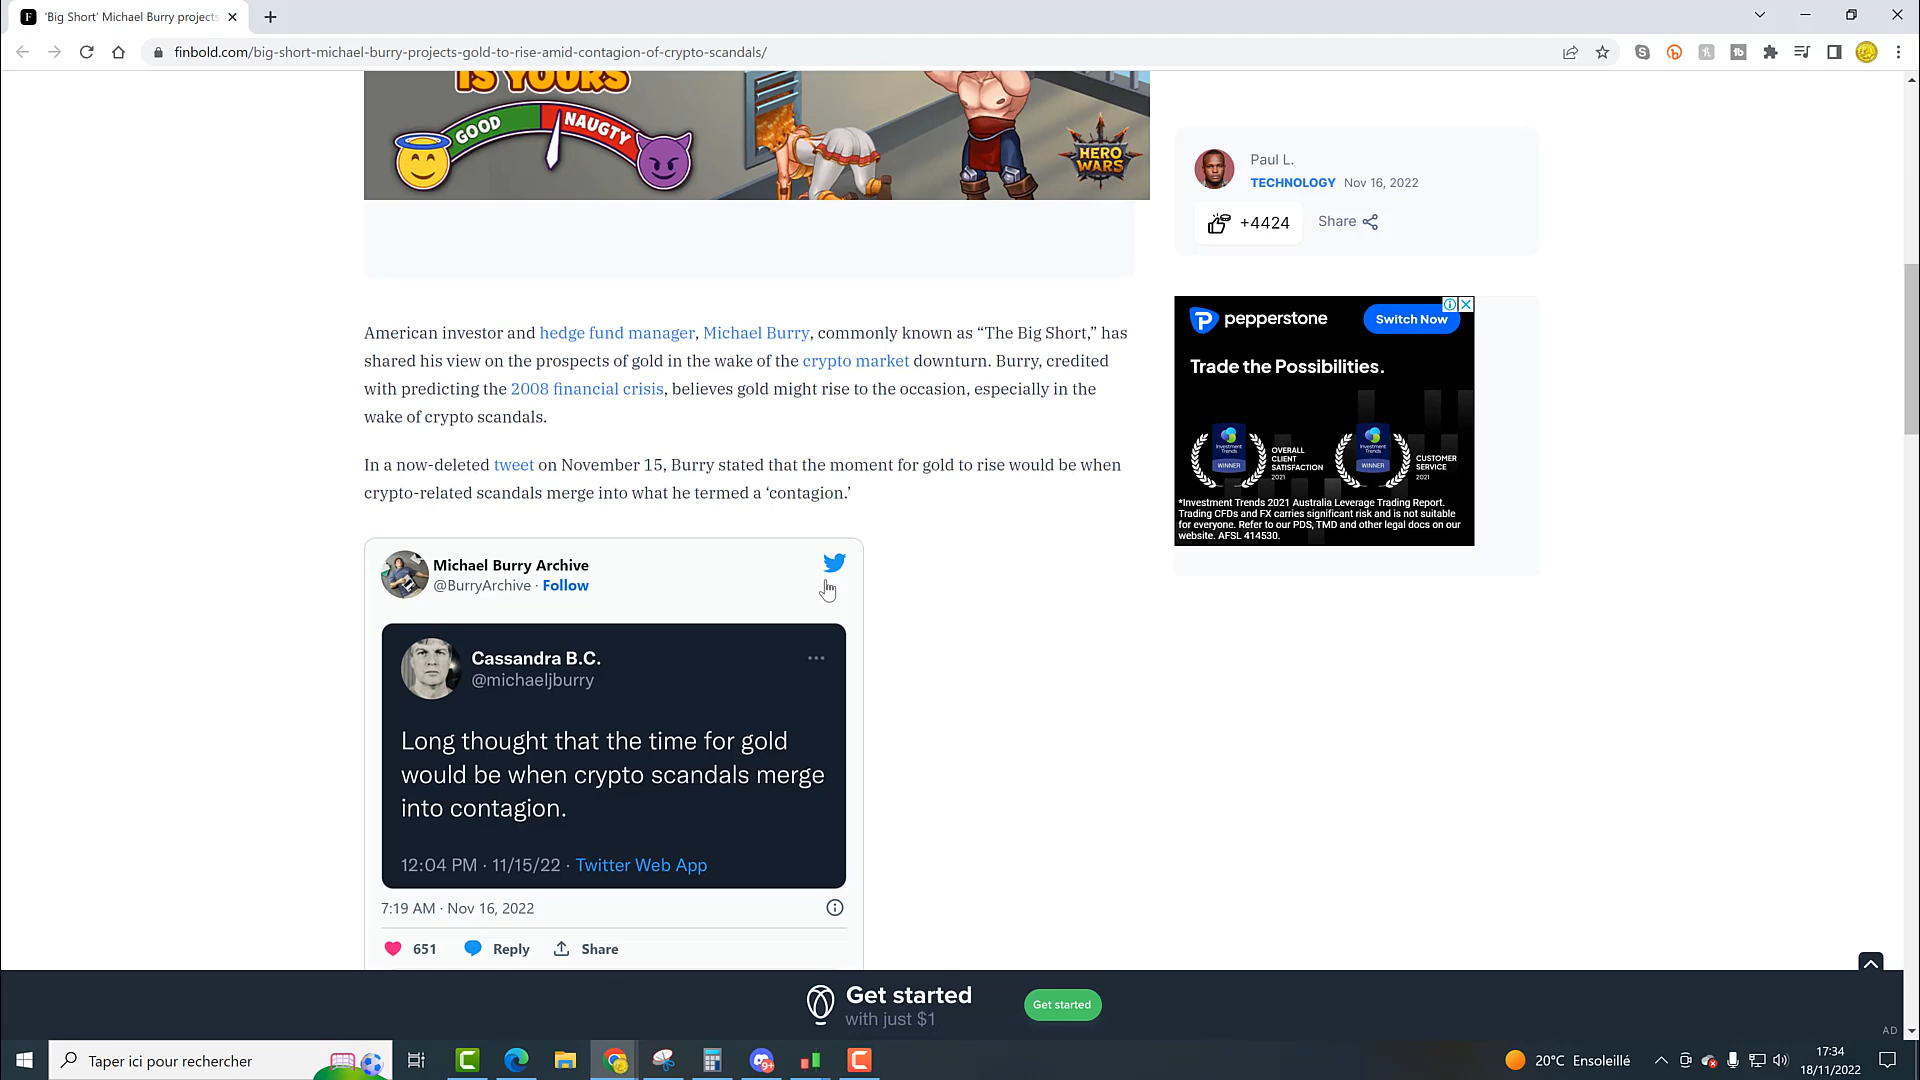 'Big Short' Michael Burry projects
finbold.com/big-short-michael-burry-projects-gold-to-rise-amid-contagion-of-crypto-scandals/
IS YOURS
GOOD
NAUGTY
HERO
WARS
Paul L.
TECHNOLOGY Nov 16, 2022
+4424 Share
pepperstone
Switch Now
Trade the Possibilities.
Investment Trends
WINNER
OVERALL
CLIENT
SATISFACTION
2021
Investment Trends
WINNER
CUSTOMER
SERVICE
2021
*Investment Trends 2021 Australia Leverage Trading Report.
Trading CFDs and FX carries significant risk and is not suitable
for everyone. Refer to our PDS, TMD and other legal docs on our
website. AFSL 414530.
American investor and hedge fund manager, Michael Burry, commonly known as “The Big Short,” has
shared his view on the prospects of gold in the wake of the crypto market downturn. Burry, credited
with predicting the 2008 financial crisis, believes gold might rise to the occasion, especially in the
wake of crypto scandals.
In a now-deleted tweet on November 15, Burry stated that the moment for gold to rise would be when
crypto-related scandals merge into what he termed a ‘contagion.’
Michael Burry Archive
@BurryArchive · Follow
Cassandra B.C.
@michaeljburry
Long thought that the time for gold
would be when crypto scandals merge
into contagion.
12:04 PM · 11/15/22 · Twitter Web App
7:19 AM · Nov 16, 2022
651 Reply Share
Get started
with just $1
Get started
AD
Taper ici pour rechercher
20°C Ensoleillé
17:34
18/11/2022